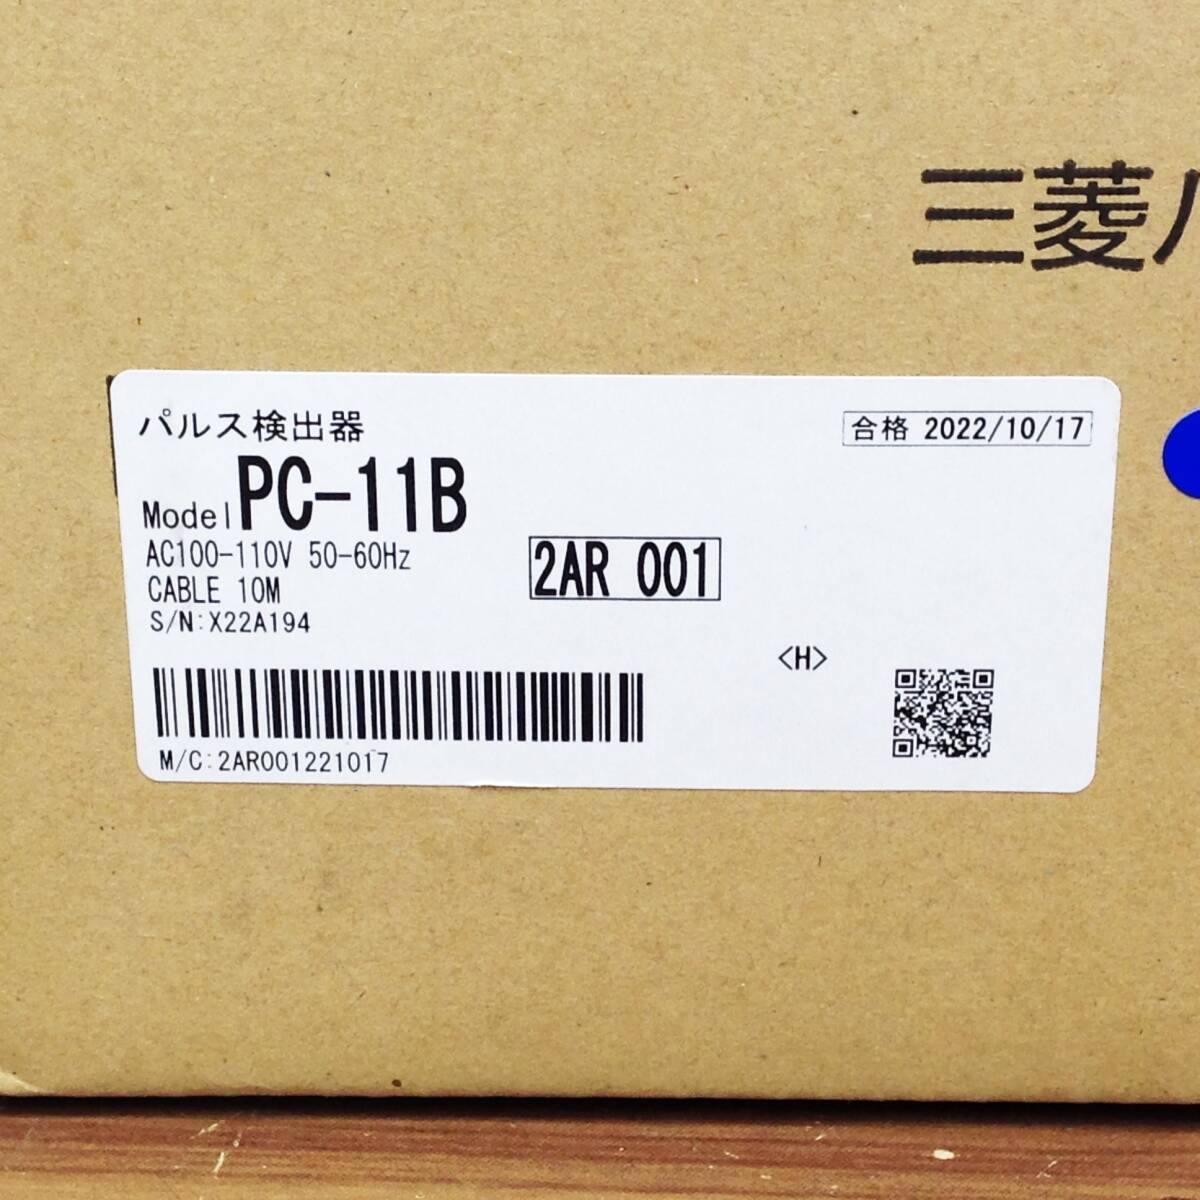 三菱パ
パルス検出器
合格 2022/10/17
Model PC-11B
AC100-110V 50-60Hz
2AR 001
CABLE 10M
S/N:X22A194
<H>
M/C:2AR001221017